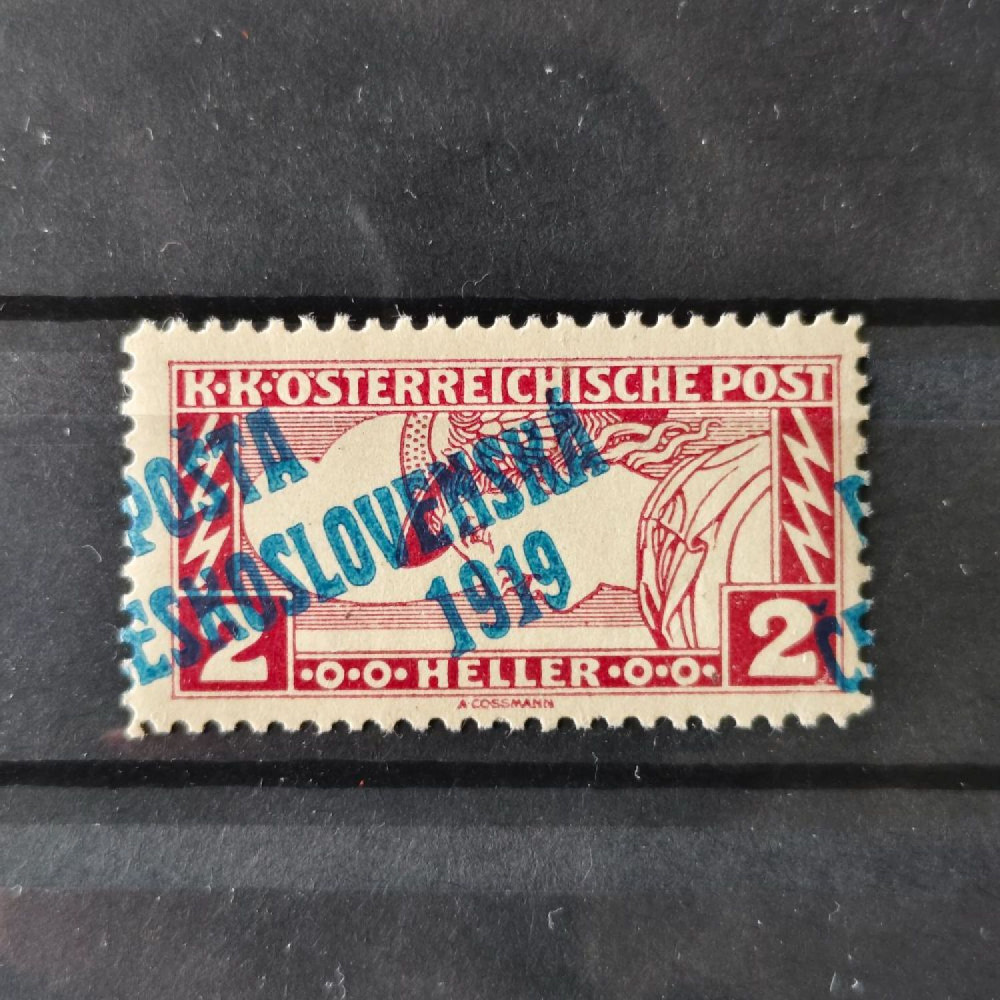 K·K·ÖSTERREICHISCHE POST
POŠTA
ESKOSLOVENSKÁ
1919
P
Č
2
·O·O·HELLER·O·O·
2
A·COSSMANN